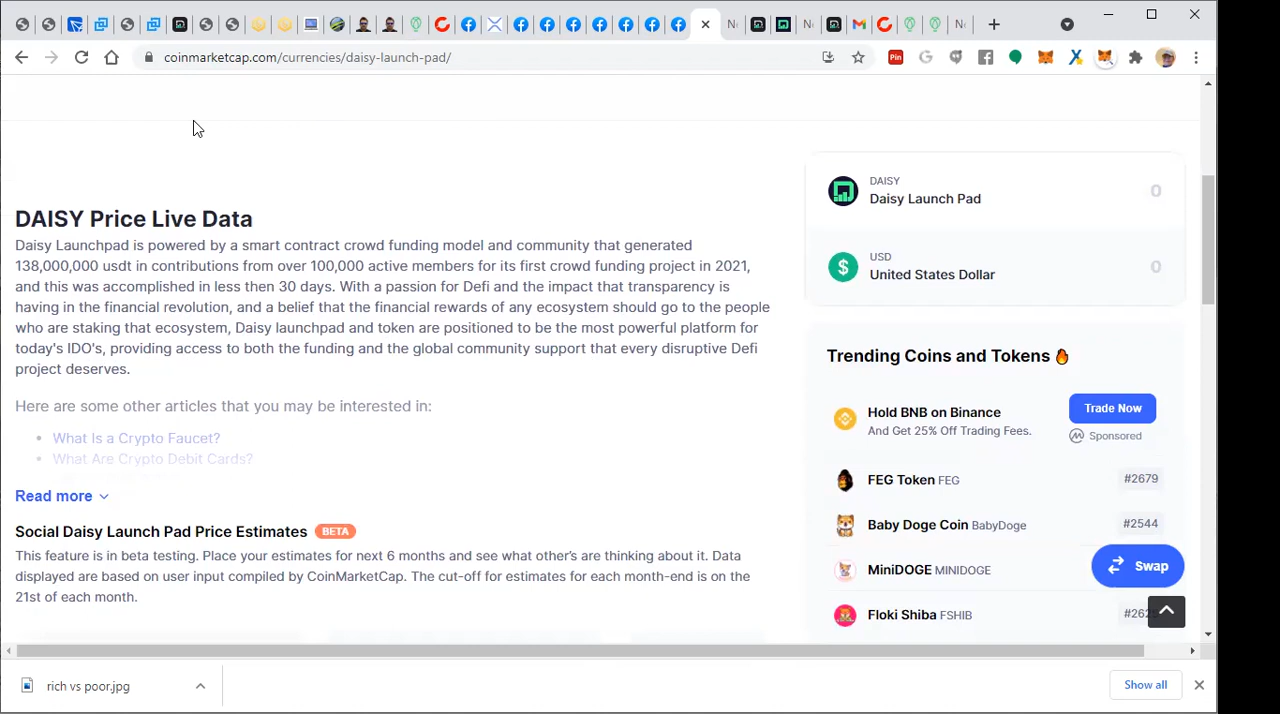 coinmarketcap.com/currencies/daisy-launch-pad/
Pin
DAISY Price Live Data
Daisy Launchpad is powered by a smart contract crowd funding model and community that generated
138,000,000 usdt in contributions from over 100,000 active members for its first crowd funding project in 2021,
and this was accomplished in less then 30 days. With a passion for Defi and the impact that transparency is
having in the financial revolution, and a belief that the financial rewards of any ecosystem should go to the people
who are staking that ecosystem, Daisy launchpad and token are positioned to be the most powerful platform for
today's IDO's, providing access to both the funding and the global community support that every disruptive Defi
project deserves.
Here are some other articles that you may be interested in:
• What Is a Crypto Faucet?
• What Are Crypto Debit Cards?
Read more
Social Daisy Launch Pad Price Estimates BETA
This feature is in beta testing. Place your estimates for next 6 months and see what other's are thinking about it. Data
displayed are based on user input compiled by CoinMarketCap. The cut-off for estimates for each month-end is on the
21st of each month.
DAISY
Daisy Launch Pad 0
USD
United States Dollar 0
Trending Coins and Tokens
Hold BNB on Binance
And Get 25% Off Trading Fees.
Trade Now
Sponsored
FEG Token FEG #2679
Baby Doge Coin BabyDoge #2544
MiniDOGE MINIDOGE
Swap
Floki Shiba FSHIB
rich vs poor.jpg
Show all